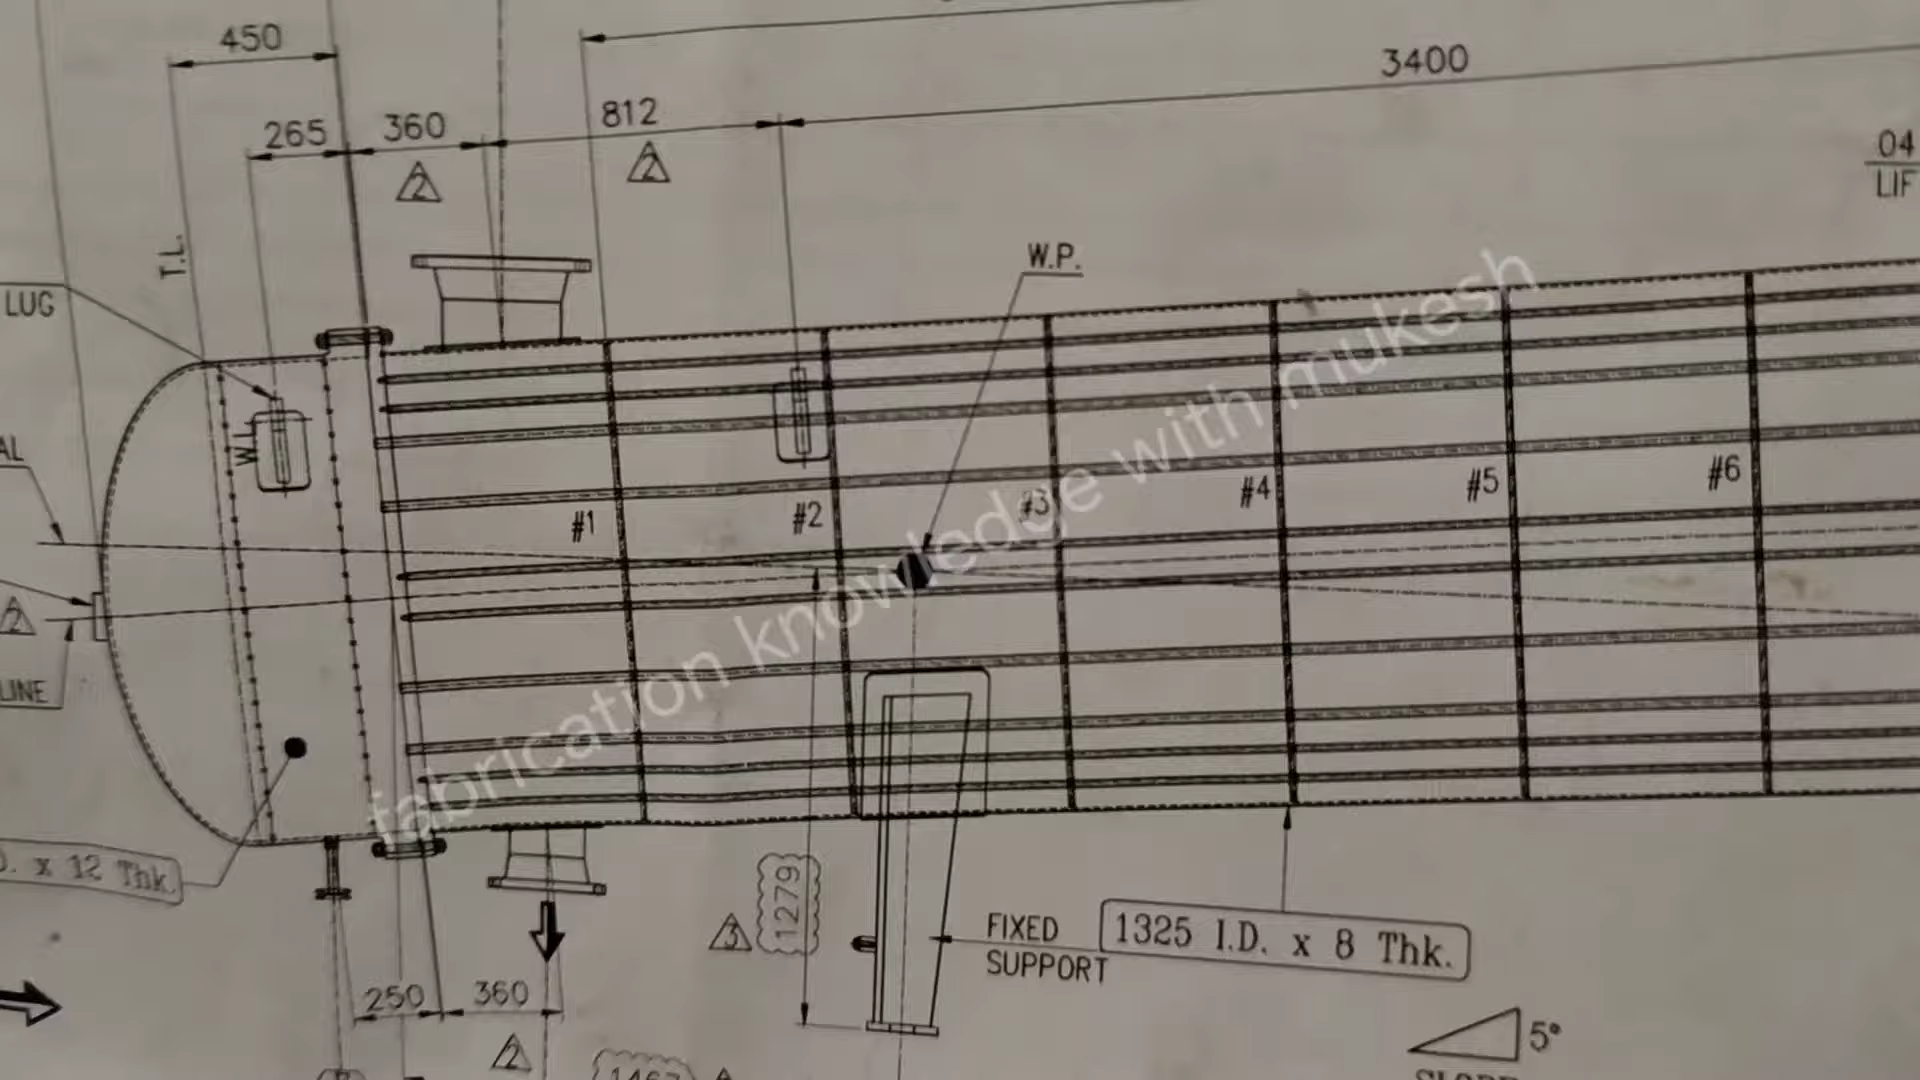 450
3400
265
360
812
2
2
04
LIF
T.L.
W.P.
LUG
W.L
AL
#1
#2
#3
#4
#5
#6
2
LINE
fabrication knowledge with mukesh
. x 12 Thk.
1279
3
FIXED
SUPPORT
1325 I.D. x 8 Thk.
250
360
2
5°